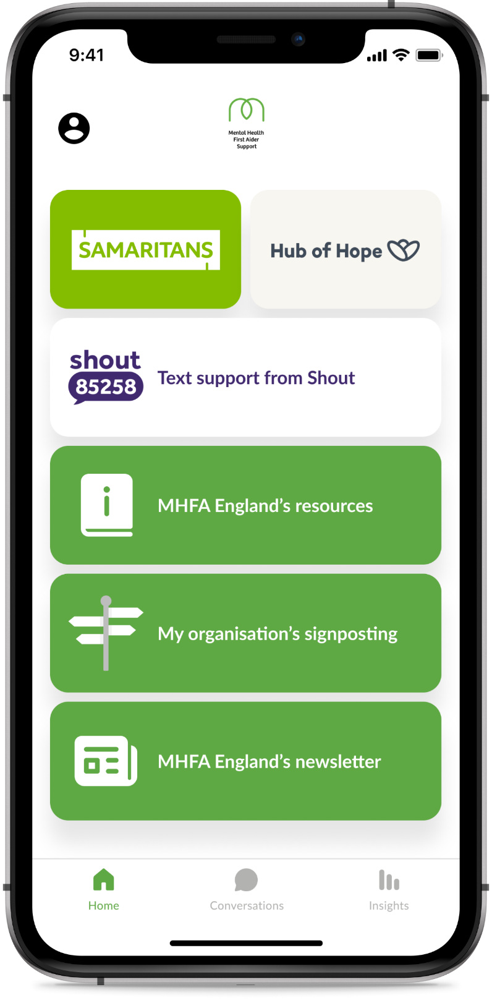 9:41
Mental Health
First Aider
Support
SAMARITANS
Hub of Hope
shout
85258
Text support from Shout
MHFA England’s resources
My organisation’s signposting
MHFA England’s newsletter
Home
Conversations
Insights